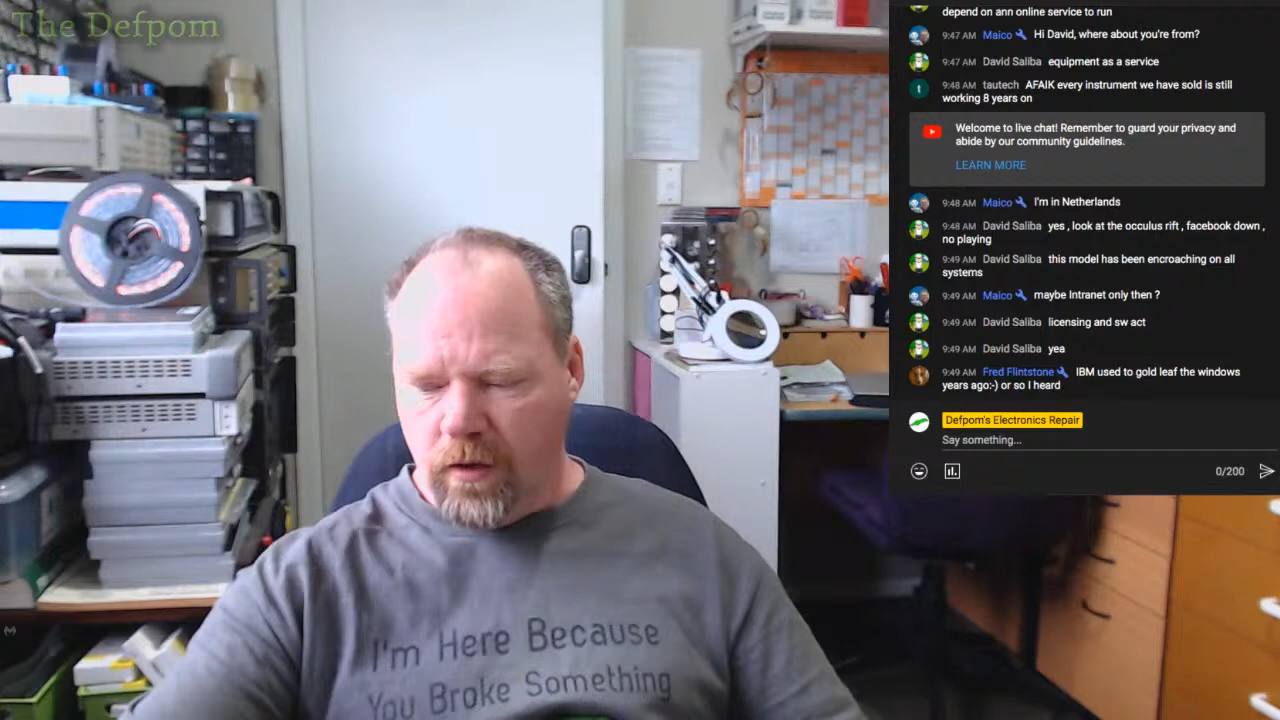 The Defpom
depend on ann online service to run
9:47 AM Maico Hi David, where about you're from?
9:47 AM David Saliba equipment as a service
9:48 AM tautech AFAIK every instrument we have sold is still
working 8 years on
Welcome to live chat! Remember to guard your privacy and
abide by our community guidelines.
LEARN MORE
9:48 AM Maico I'm in Netherlands
9:48 AM David Saliba yes , look at the occulus rift , facebook down ,
no playing
9:49 AM David Saliba this model has been encroaching on all
systems
9:49 AM Maico maybe Intranet only then ?
9:49 AM David Saliba licensing and sw act
9:49 AM David Saliba yea
9:49 AM Fred Flintstone IBM used to gold leaf the windows
years ago:-) or so I heard
Defpom's Electronics Repair
Say something...
0/200
I'm Here Because
You Broke Something